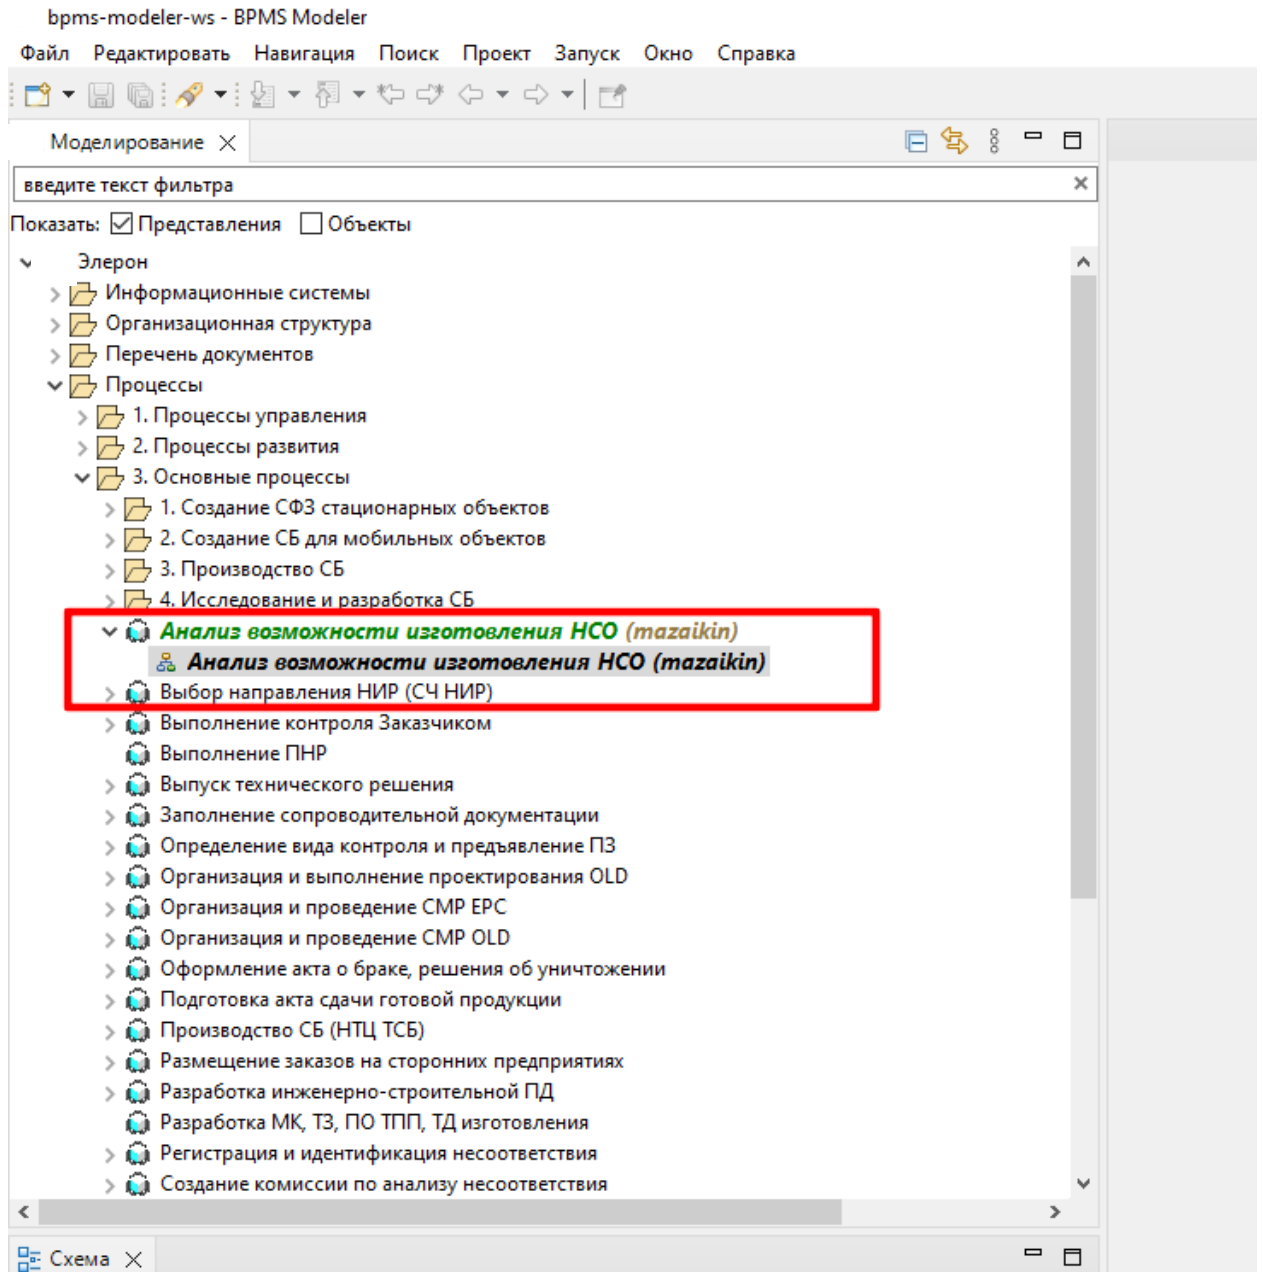 bpms-modeler-ws - BPMS Modeler
Файл Редактировать Навигация Поиск Проект Запуск Окно Справка
Моделирование
введите текст фильтра
Показать: Представления Объекты
Элерон
Информационные системы
Организационная структура
Перечень документов
Процессы
1. Процессы управления
2. Процессы развития
3. Основные процессы
1. Создание СФЗ стационарных объектов
2. Создание СБ для мобильных объектов
3. Производство СБ
4. Исследование и разработка СБ
Анализ возможности изготовления НСО (mazaikin)
Анализ возможности изготовления НСО (mazaikin)
Выбор направления НИР (СЧ НИР)
Выполнение контроля Заказчиком
Выполнение ПНР
Выпуск технического решения
Заполнение сопроводительной документации
Определение вида контроля и предъявление ПЗ
Организация и выполнение проектирования OLD
Организация и проведение СМР EPC
Организация и проведение СМР OLD
Оформление акта о браке, решения об уничтожении
Подготовка акта сдачи готовой продукции
Производство СБ (НТЦ ТСБ)
Размещение заказов на сторонних предприятиях
Разработка инженерно-строительной ПД
Разработка МК, ТЗ, ПО ТПП, ТД изготовления
Регистрация и идентификация несоответствия
Создание комиссии по анализу несоответствия
Схема